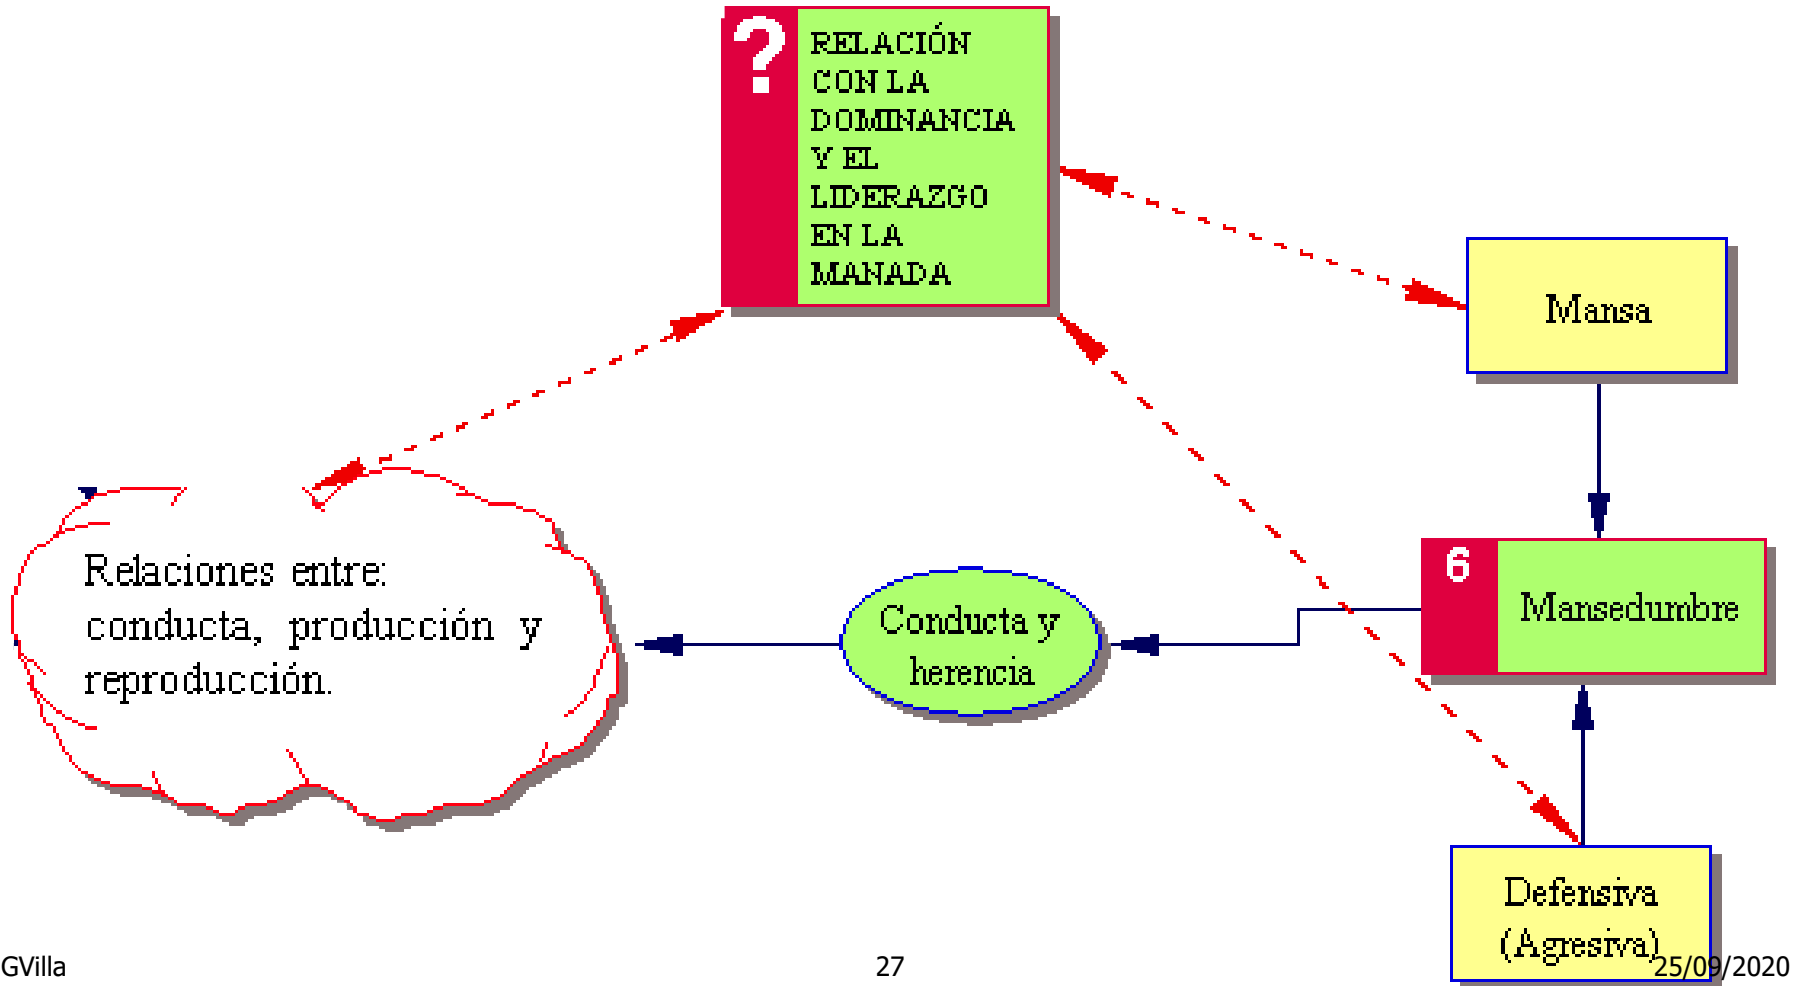 ?
RELACIÓN
CON LA
DOMINANCIA
Y EL
LIDERAZGO
EN LA
MANADA
Mansa
Relaciones entre:
conducta, producción y
reproducción.
Conducta y
herencia
6
Mansedumbre
Defensiva
(Agresiva)
GVilla
27
25/09/2020